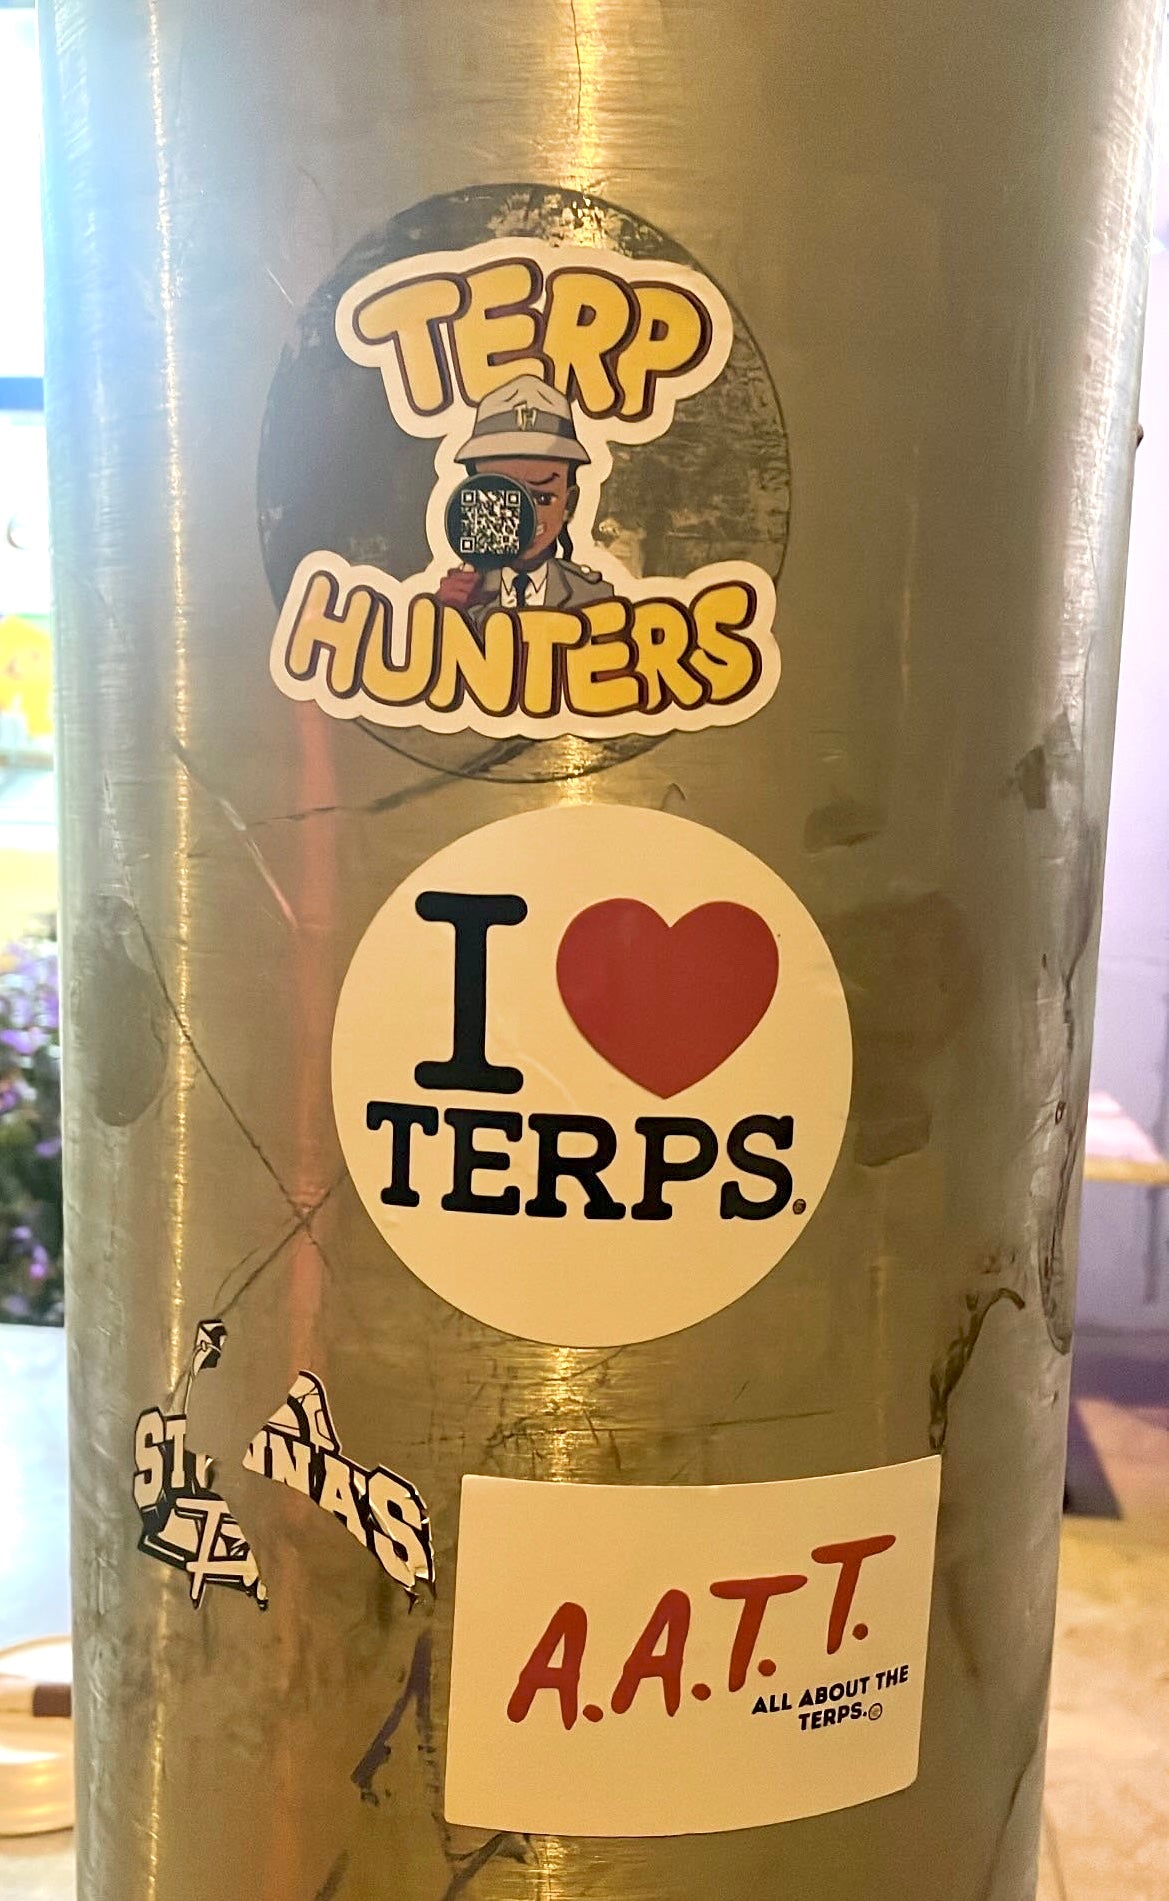 TERP
HUNTERS
I
TERPS.
A.A.T.T.
ALL ABOUT THE
TERPS.